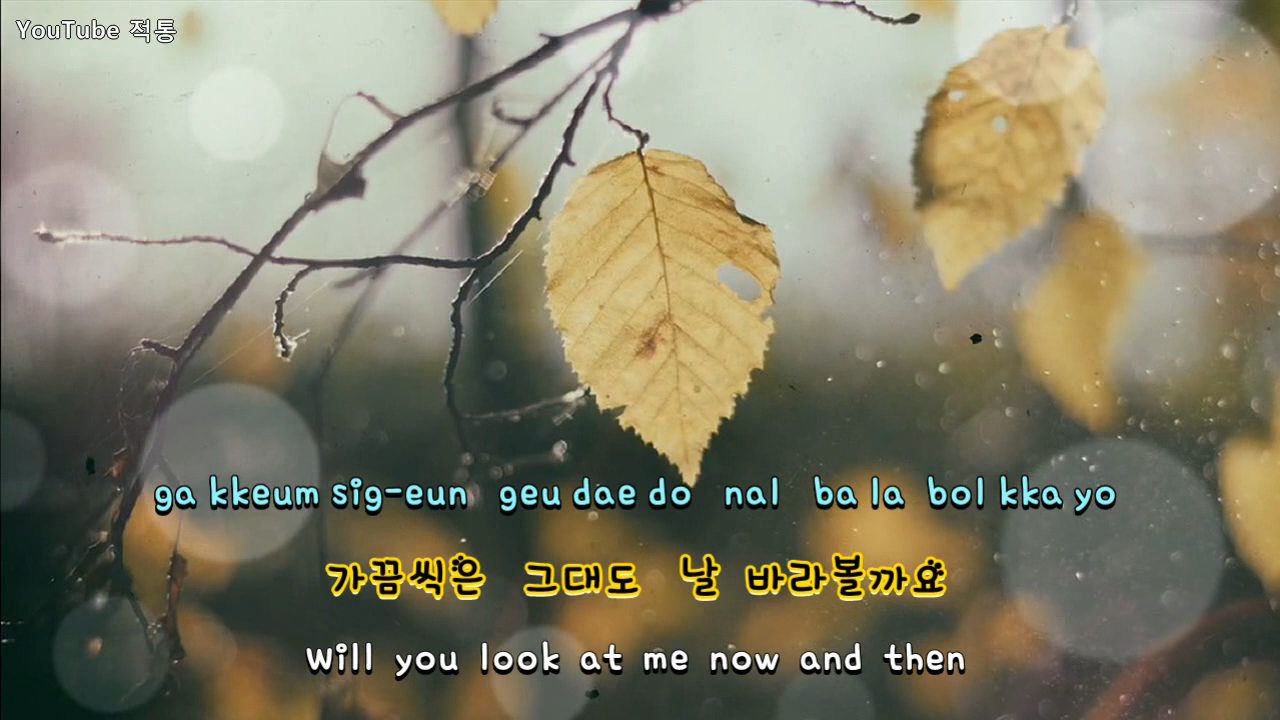 YouTube 적통
ga kkeum sig-eun geu dae do nal ba la bol kka yo
가끔씩은 그대도 날 바라볼까요
Will you look at me now and then